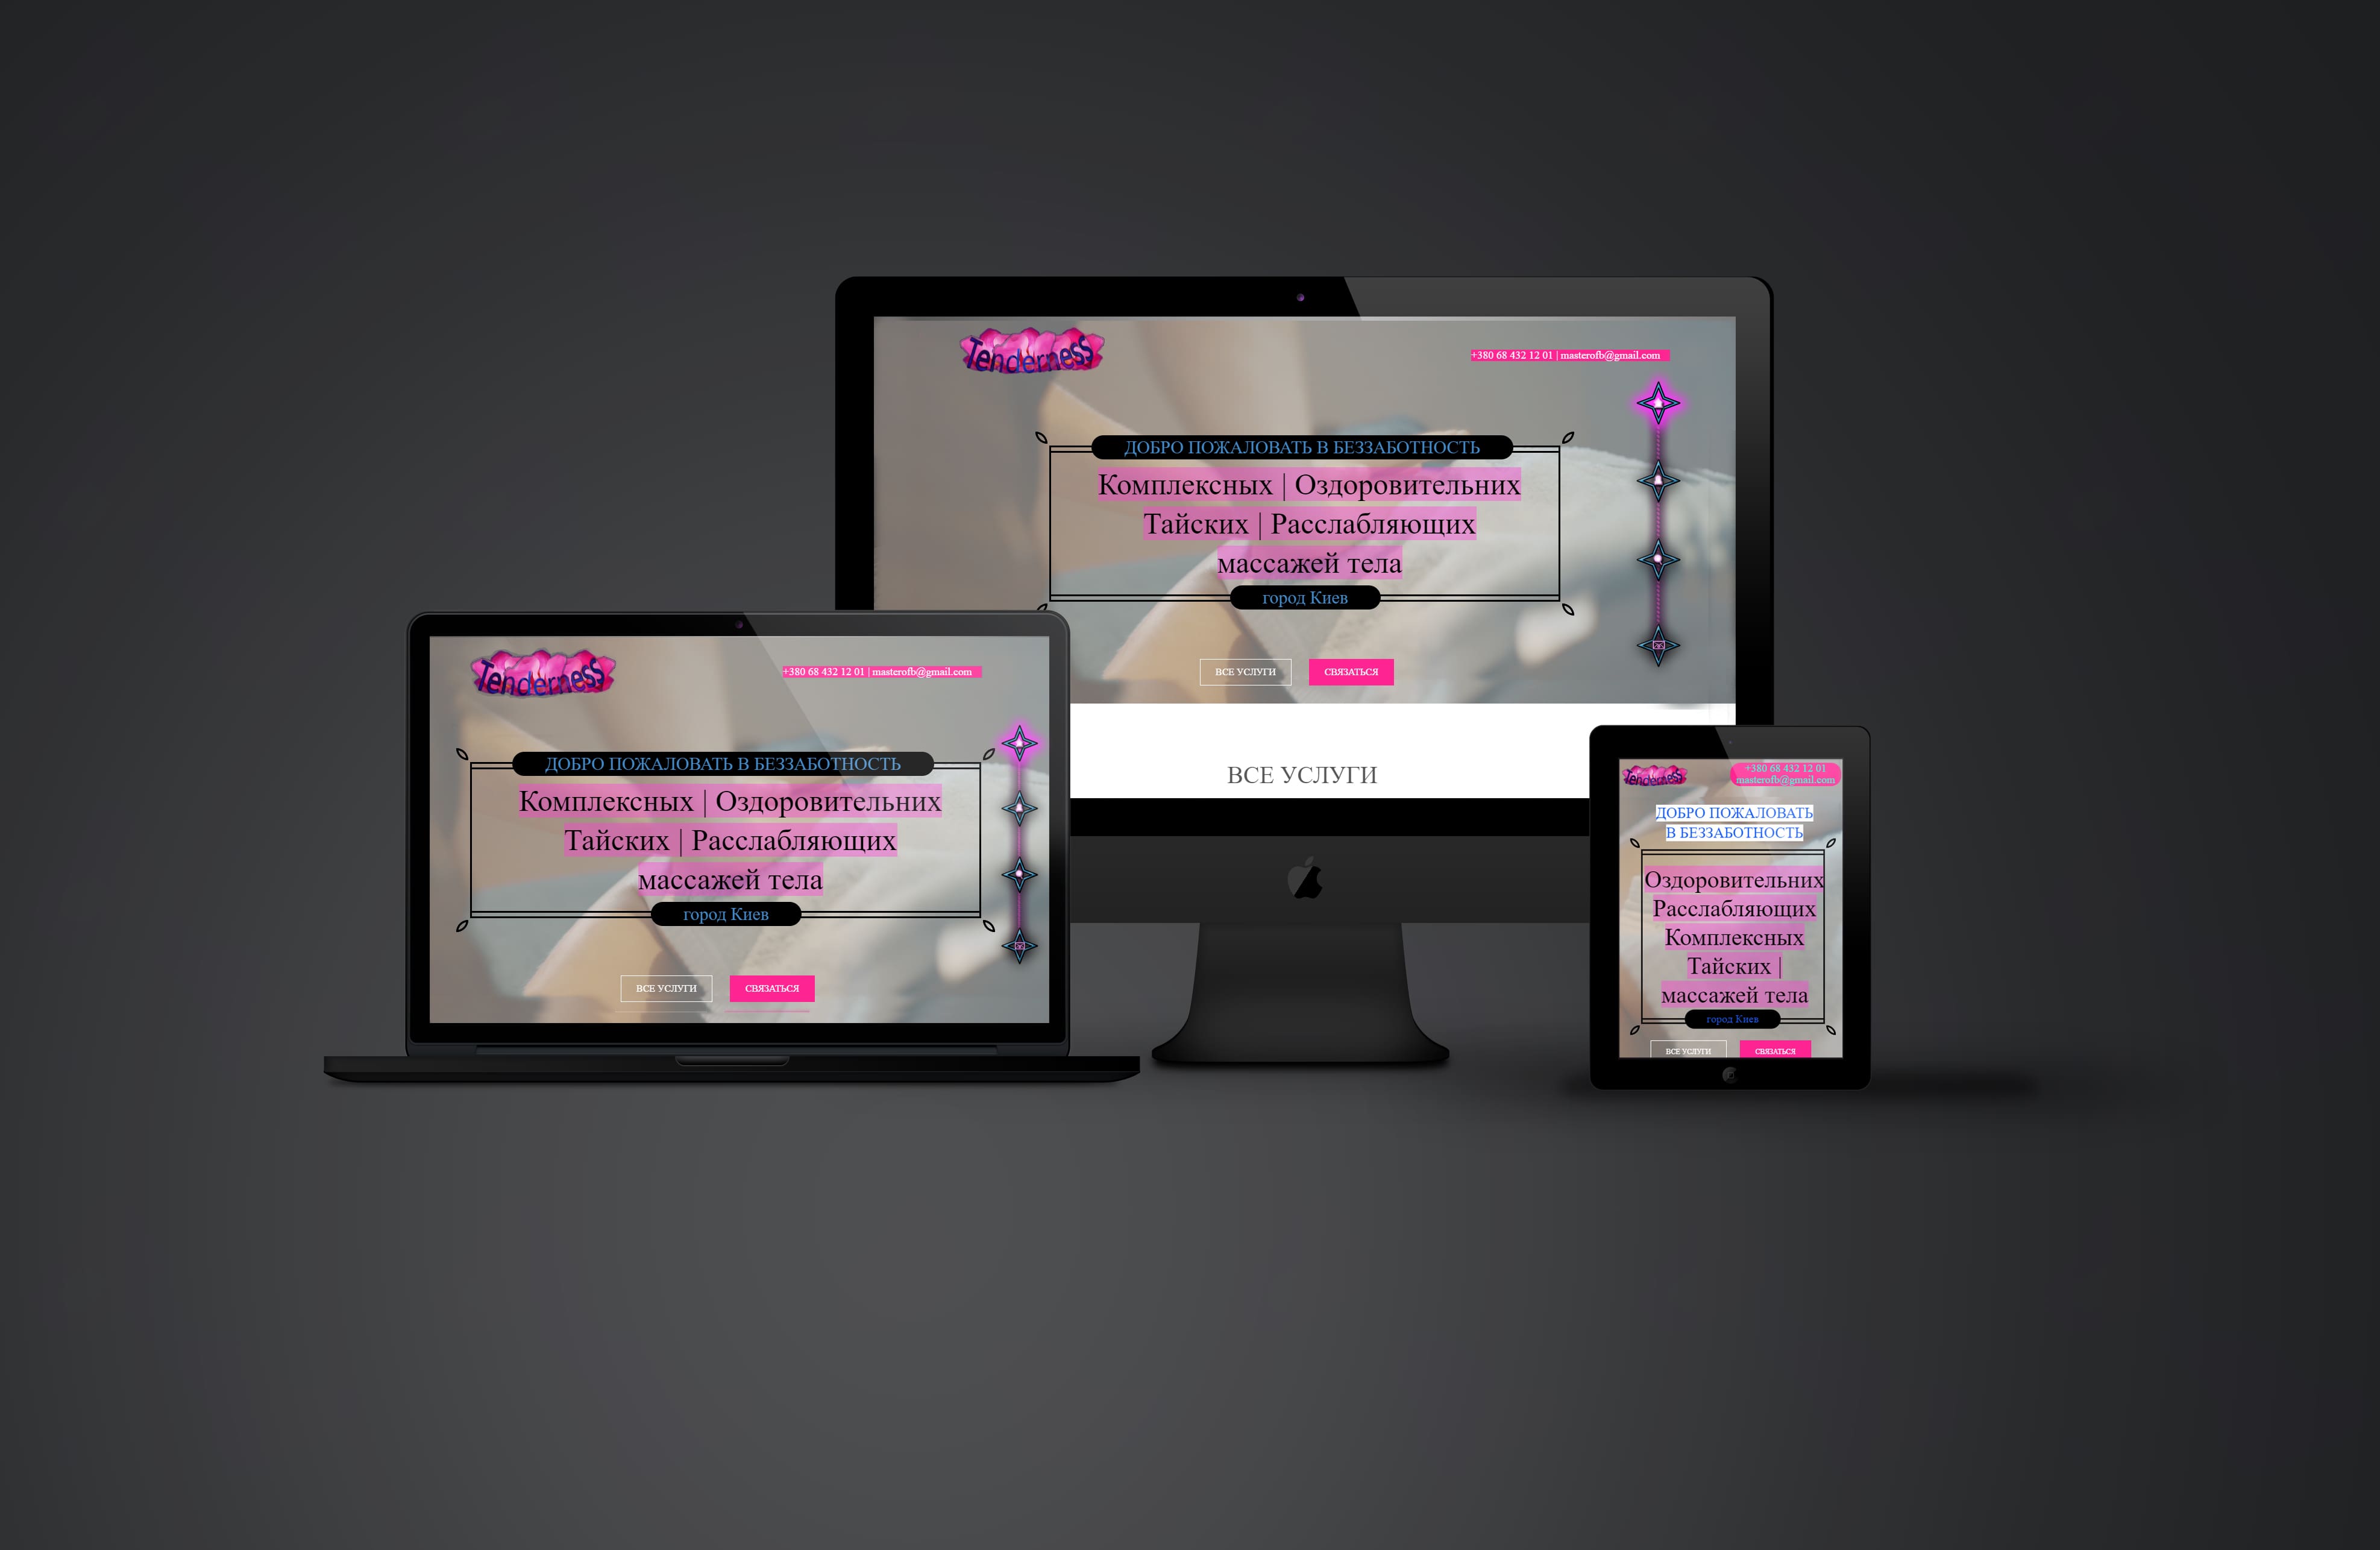 Tenderness
+380 68 432 12 01 | masterofb@gmail.com
ДОБРО ПОЖАЛОВАТЬ В БЕЗЗАБОТНОСТЬ
Комплексных | Оздоровительних
Тайских | Расслабляющих
массажей тела
город Киев
ВСЕ УСЛУГИ
СВЯЗАТЬСЯ
ВСЕ УСЛУГИ
Tenderness
+380 68 432 12 01 | masterofb@gmail.com
ДОБРО ПОЖАЛОВАТЬ В БЕЗЗАБОТНОСТЬ
Комплексных | Оздоровительних
Тайских | Расслабляющих
массажей тела
город Киев
ВСЕ УСЛУГИ
СВЯЗАТЬСЯ
Tenderness
+380 68 432 12 01
masterofb@gmail.com
ДОБРО ПОЖАЛОВАТЬ
В БЕЗЗАБОТНОСТЬ
Оздоровительних
Расслабляющих
Комплексных
Тайских |
массажей тела
город Киев
ВСЕ УСЛУГИ
СВЯЗАТЬСЯ